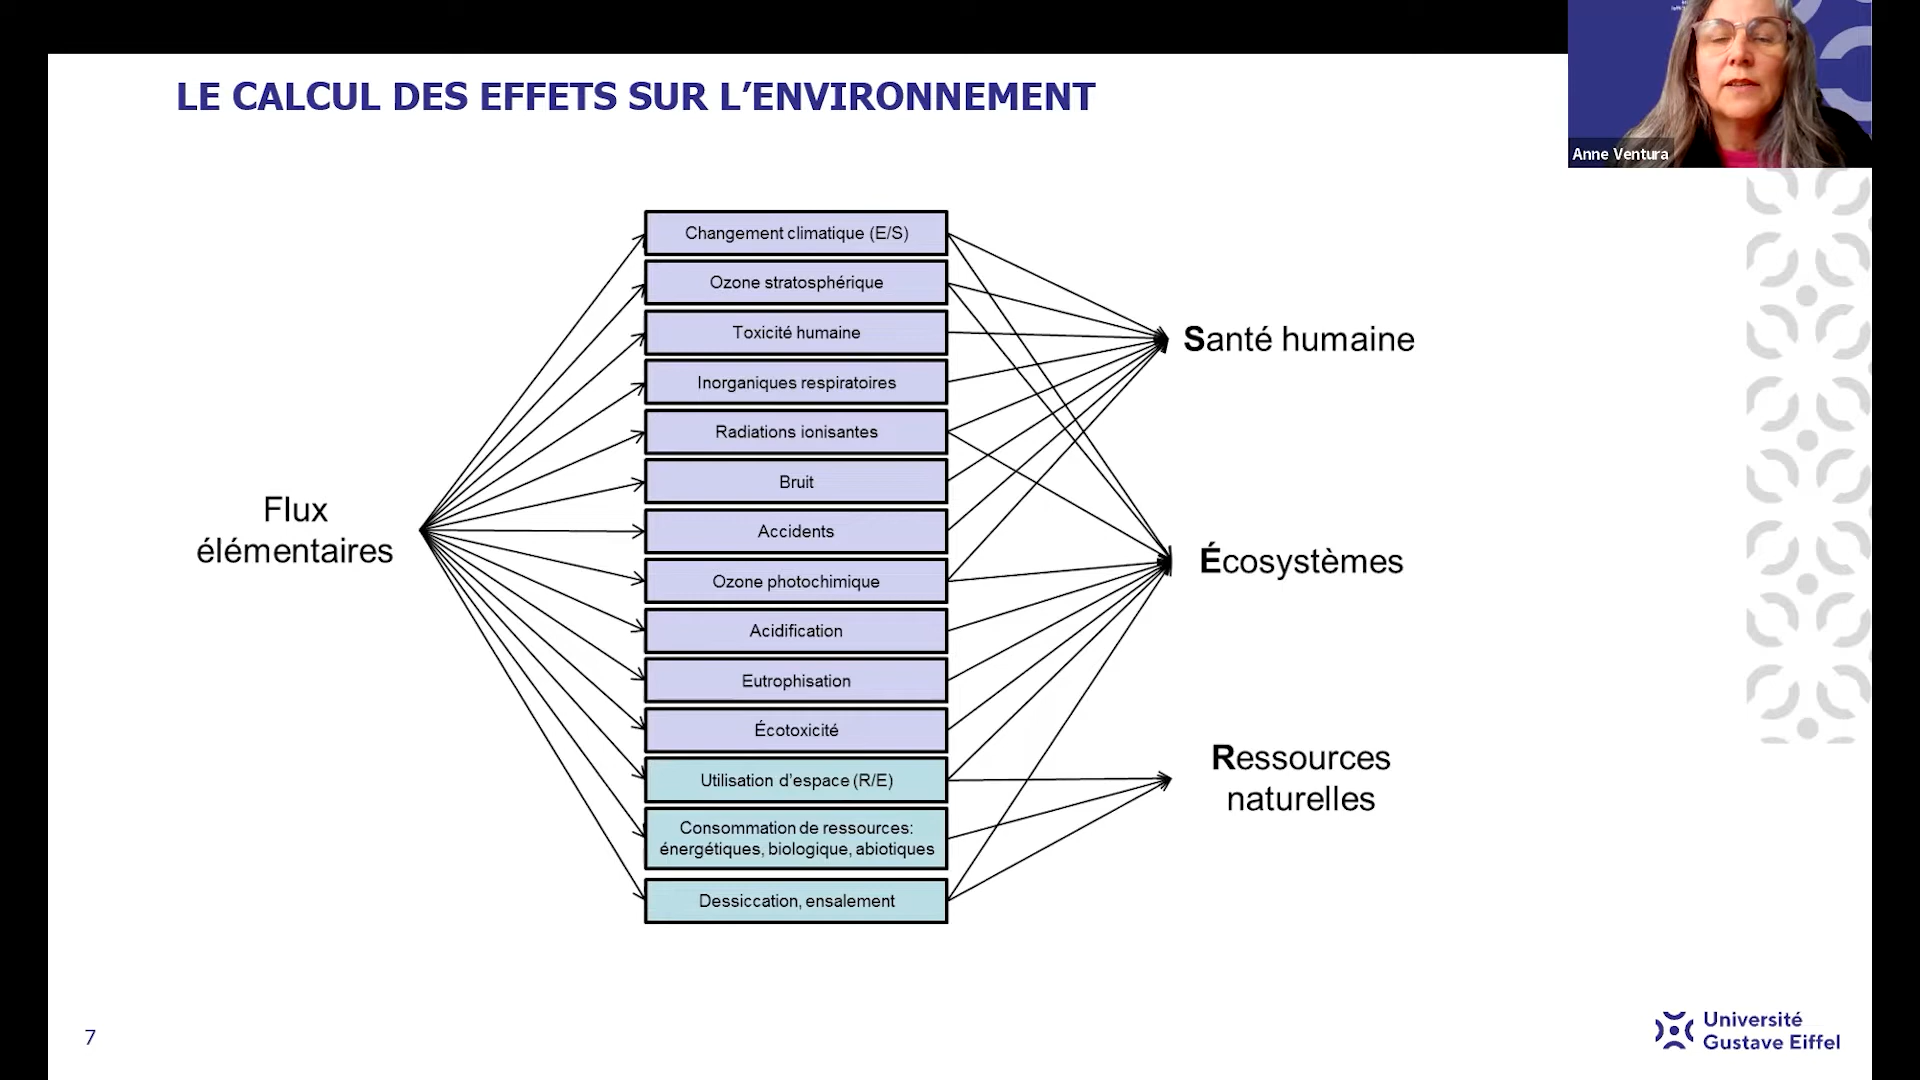 LE CALCUL DES EFFETS SUR L’ENVIRONNEMENT
Anne Ventura
Changement climatique (E/S)
Ozone stratosphérique
Toxicité humaine
Inorganiques respiratoires
Radiations ionisantes
Bruit
Accidents
Ozone photochimique
Acidification
Eutrophisation
Écotoxicité
Utilisation d’espace (R/E)
Consommation de ressources:
énergétiques, biologique, abiotiques
Dessiccation, ensalement
Flux
élémentaires
Santé humaine
Écosystèmes
Ressources
naturelles
7
Université
Gustave Eiffel